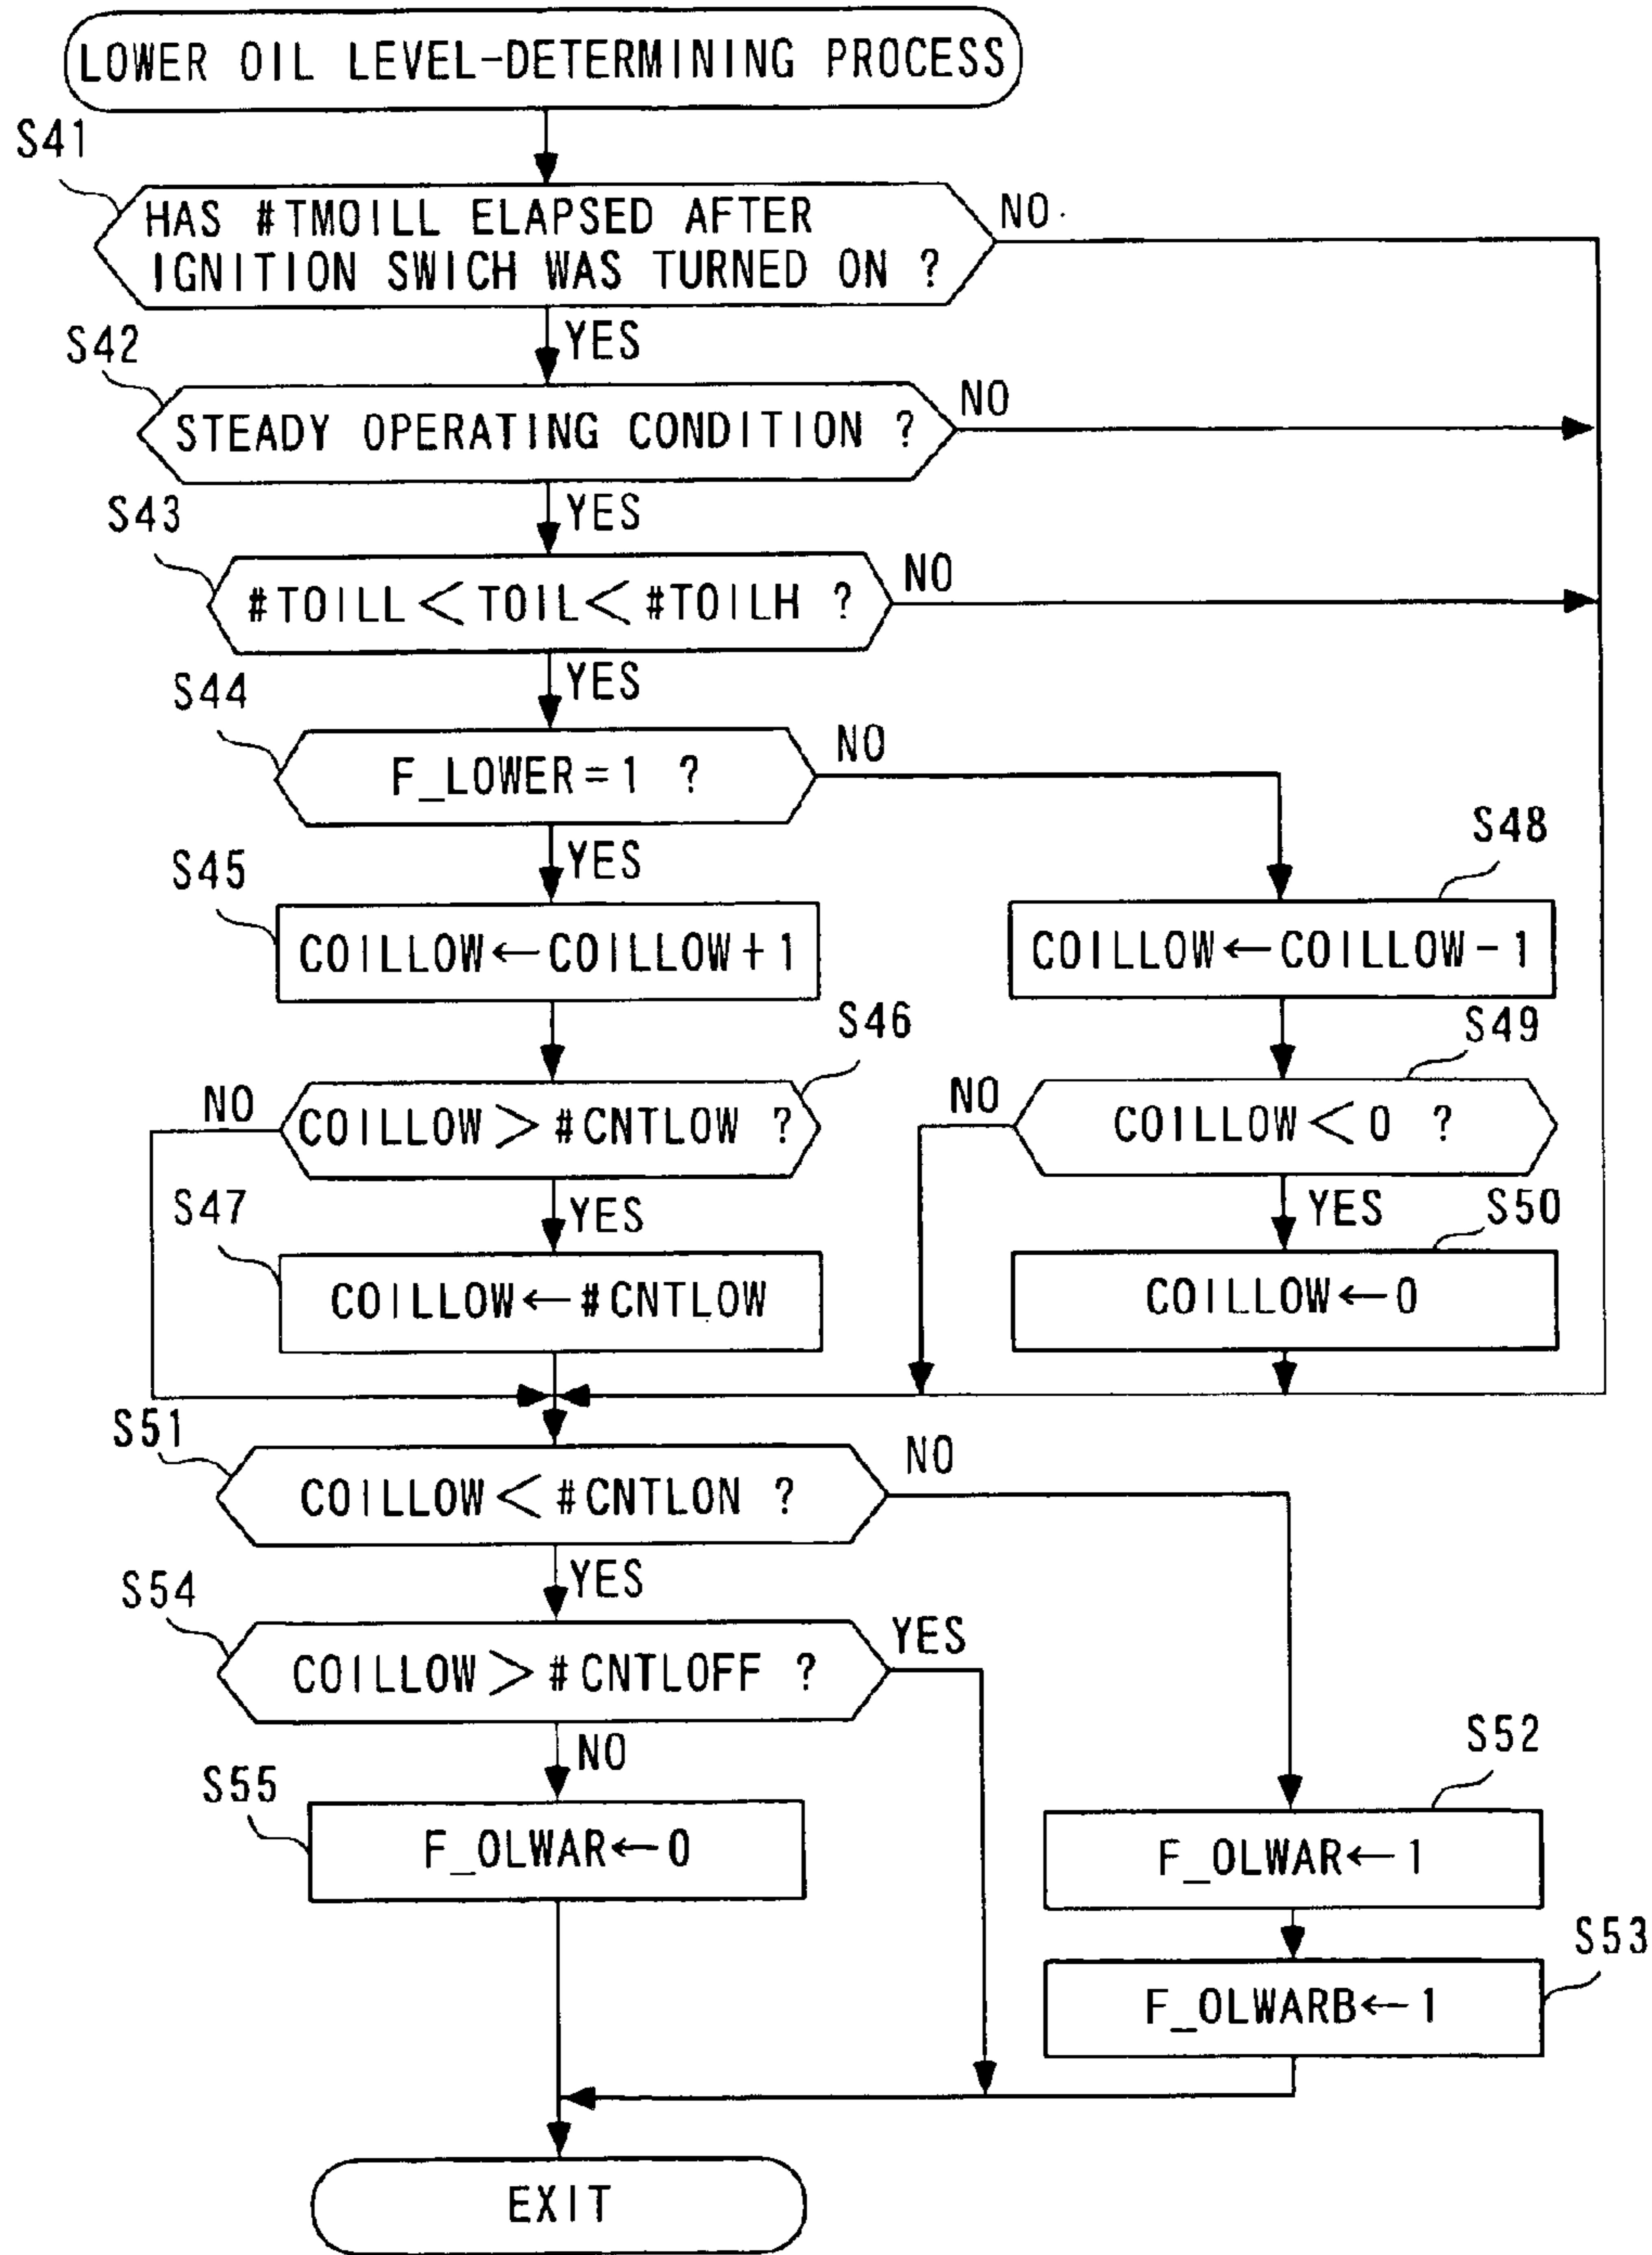 LOWER OIL LEVEL-DETERMINING PROCESS
S41
HAS #TMOILL ELAPSED AFTER
IGNITION SWICH WAS TURNED ON ?
NO
YES
S42
STEADY OPERATING CONDITION ?
NO
YES
S43
#TOILL<TOIL<#TOILH ?
NO
YES
S44
F_LOWER=1 ?
NO
YES
S45
COILLOW←COILLOW+1
S48
COILLOW←COILLOW-1
S46
NO
COILLOW>#CNTLOW ?
YES
S49
NO
COILLOW<0 ?
YES
S47
COILLOW←#CNTLOW
S50
COILLOW←0
S51
COILLOW<#CNTLON ?
NO
YES
S54
COILLOW>#CNTLOFF ?
YES
NO
S55
F_OLWAR←0
S52
F_OLWAR←1
S53
F_OLWARB←1
EXIT